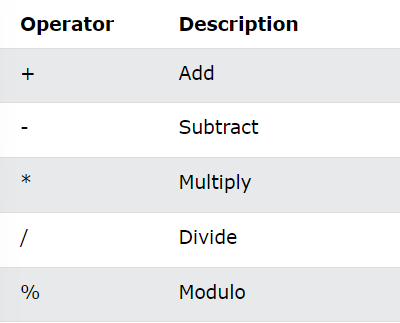 Operator Description
+ Add
- Subtract
* Multiply
/ Divide
% Modulo